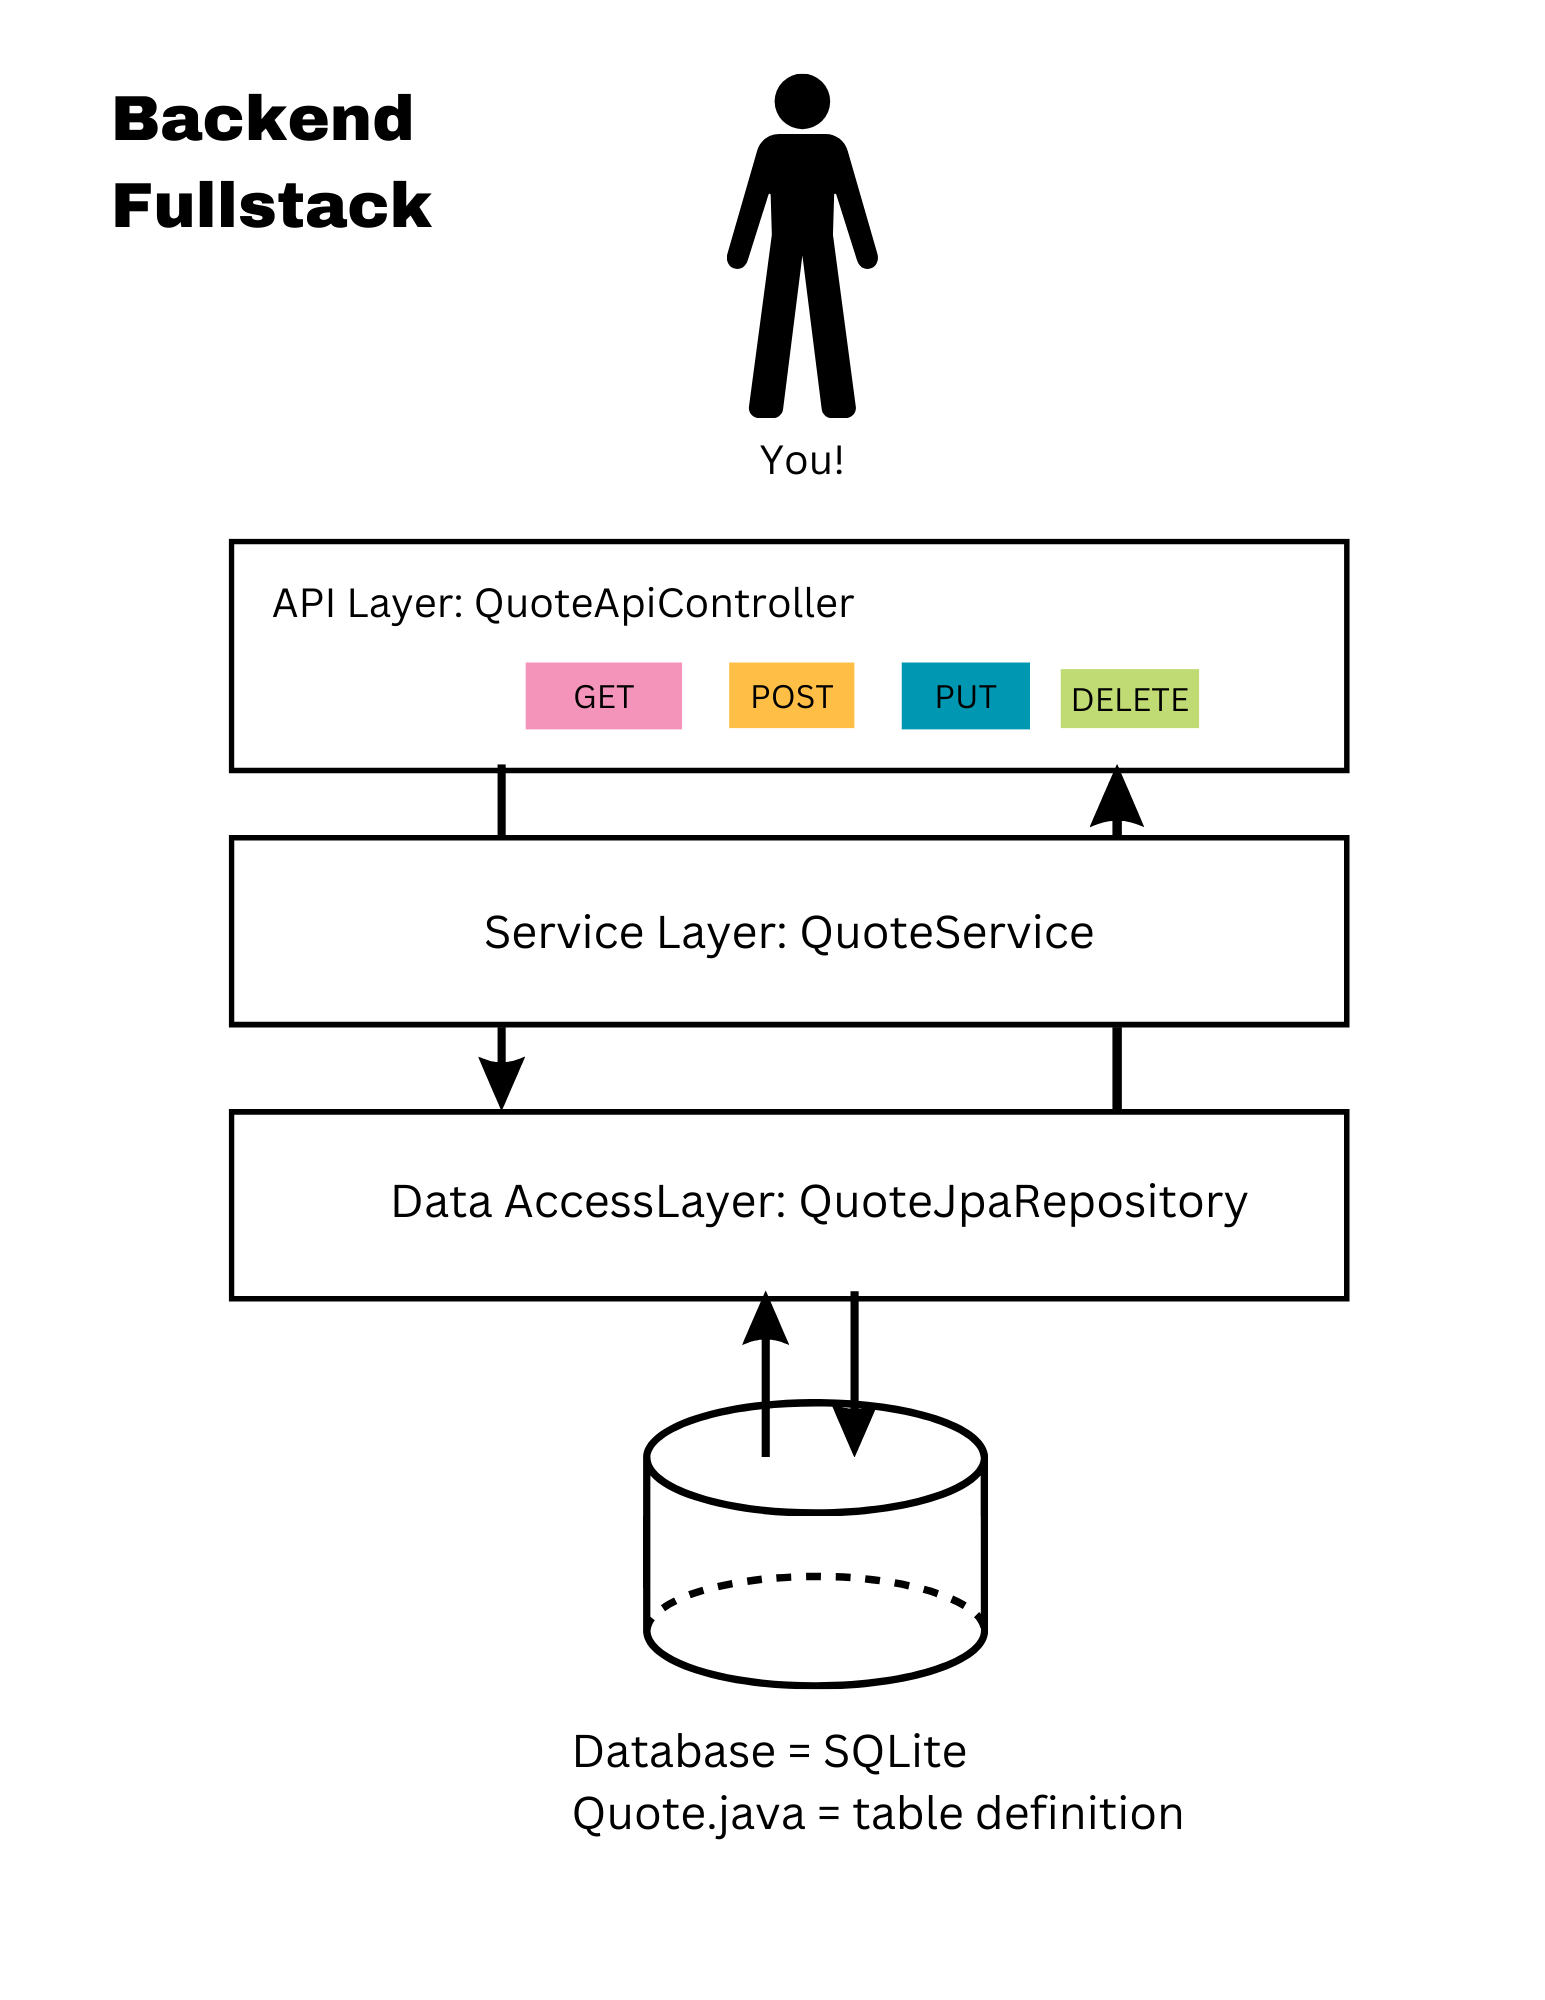 Backend
Fullstack
You!
API Layer: QuoteApiController
GET POST PUT DELETE
Service Layer: QuoteService
Data AccessLayer: QuoteJpaRepository
Database = SQLite
Quote.java = table definition